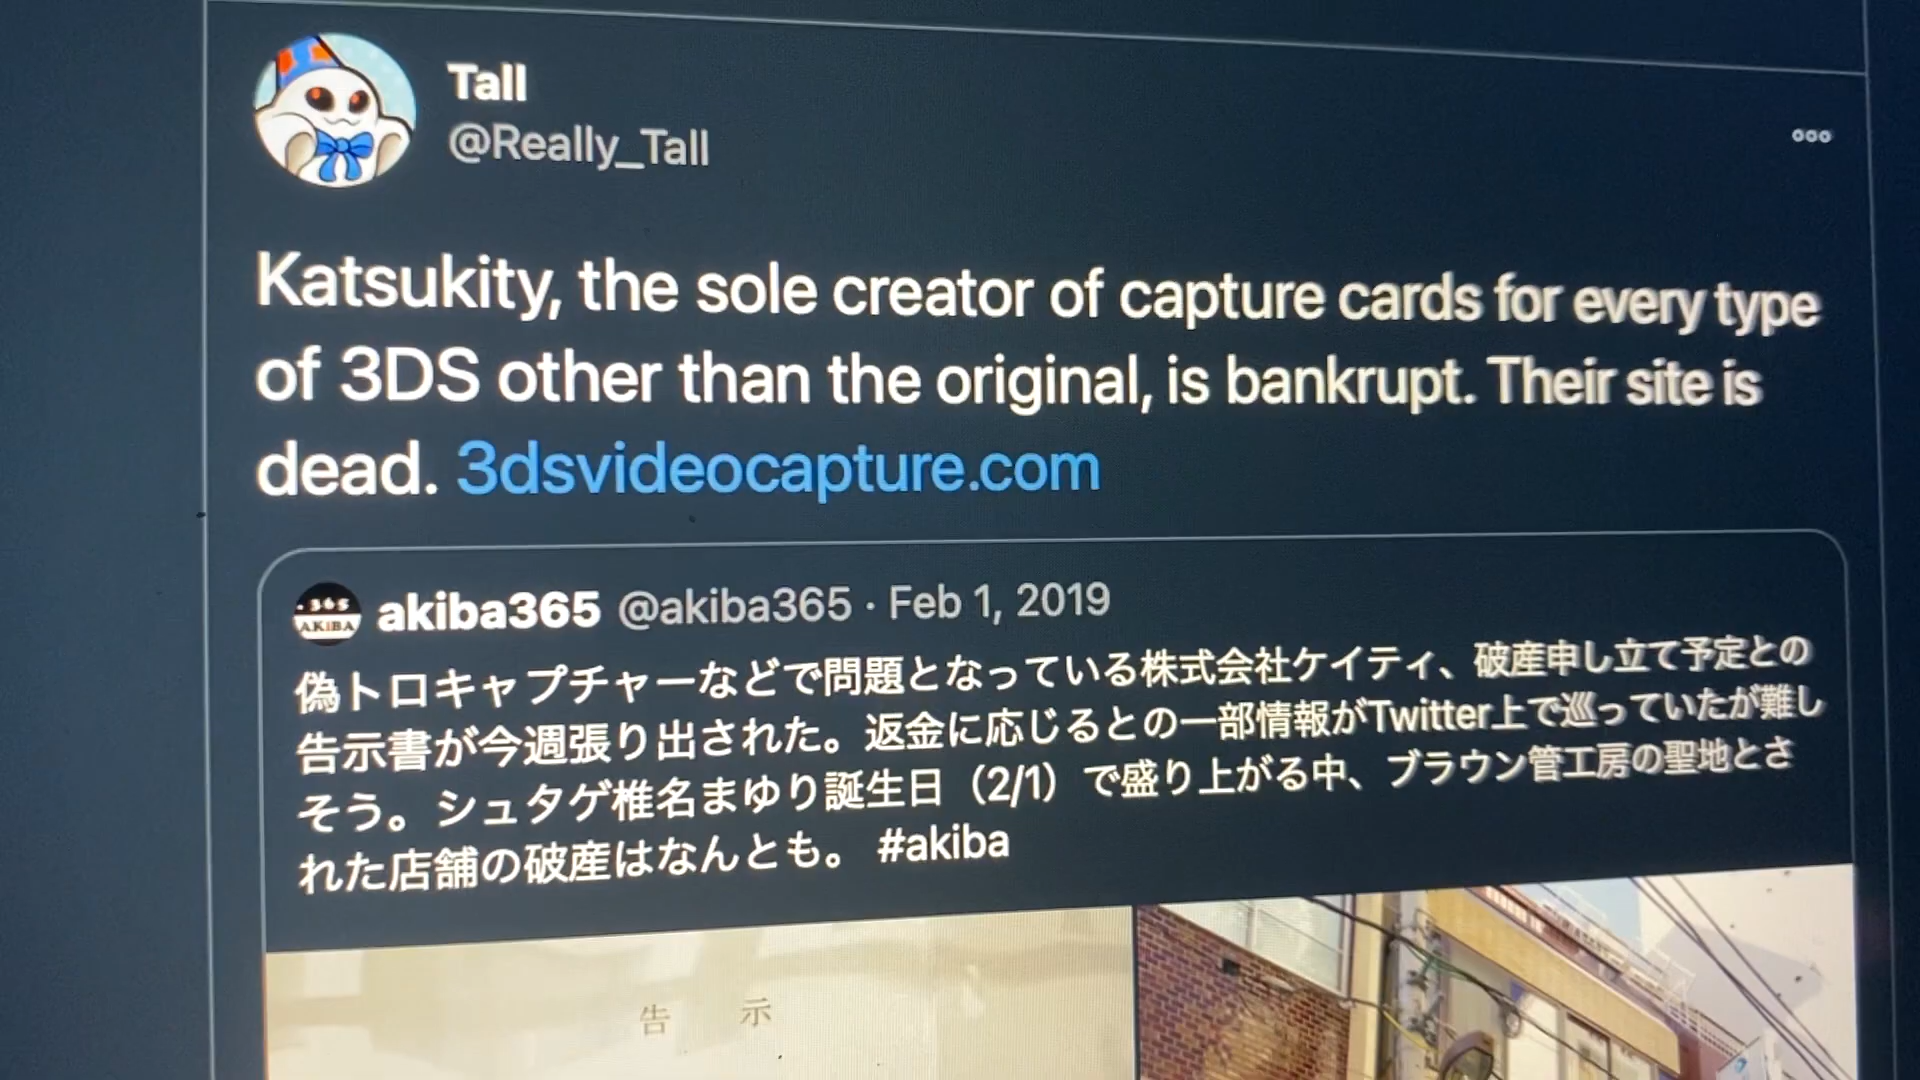 Tall
@Really_Tall
Katsukity, the sole creator of capture cards for every type
of 3DS other than the original, is bankrupt. Their site is
dead. 3dsvideocapture.com
365
AKIBA
akiba365 @akiba365 · Feb 1, 2019
偽トロキャプチャーなどで問題となっている株式会社ケイティ、破産申し立て予定との
告示書が今週張り出された。返金に応じるとの一部情報がTwitter上で巡っていたが難し
そう。シュタゲ椎名まゆり誕生日（2/1）で盛り上がる中、ブラウン管工房の聖地とさ
れた店舗の破産はなんとも。 #akiba
告 示